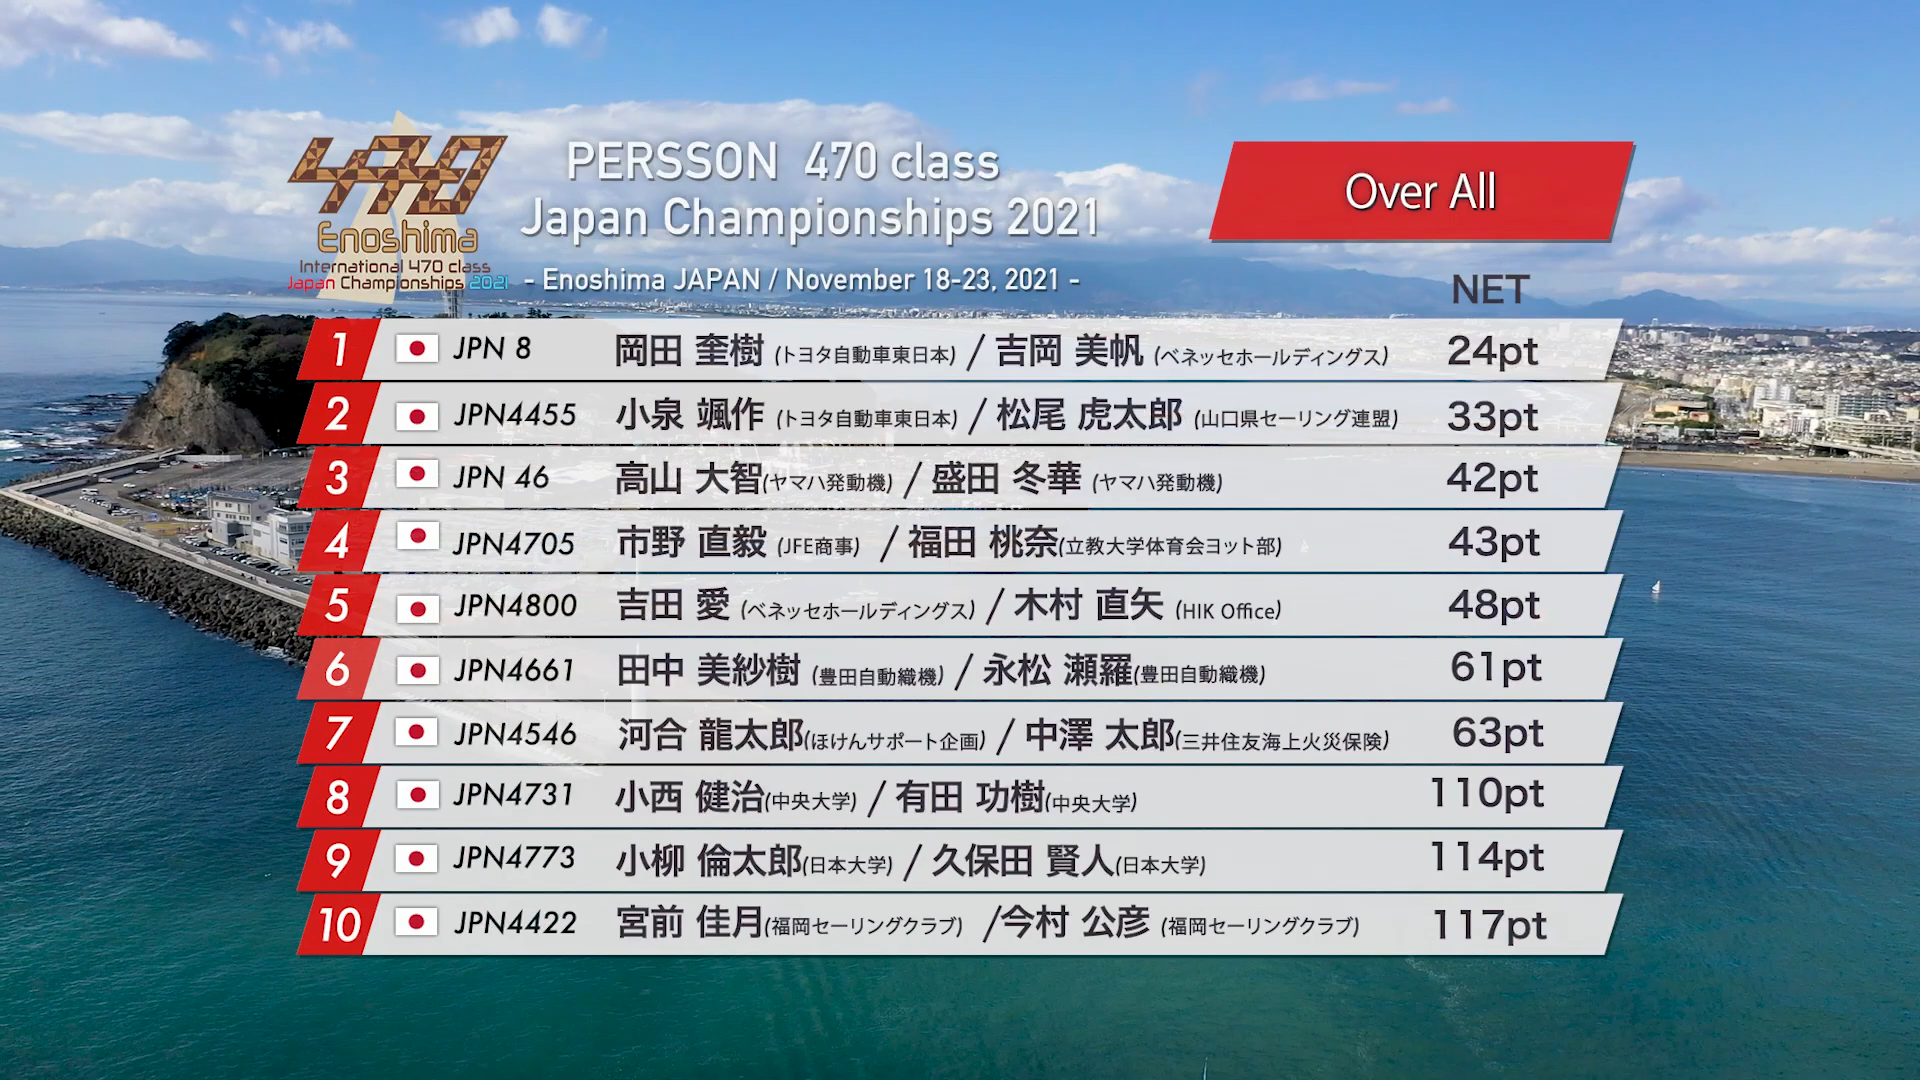 470
Enoshima
International 470 class
Japan Championships 2021
PERSSON 470 class
Japan Championships 2021
- Enoshima JAPAN / November 18-23, 2021 -
Over All
NET
1 JPN 8 岡田 奎樹 (トヨタ自動車東日本) / 吉岡 美帆 (ベネッセホールディングス) 24pt
2 JPN4455 小泉 颯作 (トヨタ自動車東日本) / 松尾 虎太郎 (山口県セーリング連盟) 33pt
3 JPN 46 高山 大智(ヤマハ発動機) / 盛田 冬華 (ヤマハ発動機) 42pt
4 JPN4705 市野 直毅 (JFE商事) / 福田 桃奈(立教大学体育会ヨット部) 43pt
5 JPN4800 吉田 愛 (ベネッセホールディングス) / 木村 直矢 (HIK Office) 48pt
6 JPN4661 田中 美紗樹 (豊田自動織機) / 永松 瀬羅(豊田自動織機) 61pt
7 JPN4546 河合 龍太郎(ほけんサポート企画) / 中澤 太郎(三井住友海上火災保険) 63pt
8 JPN4731 小西 健治(中央大学) / 有田 功樹(中央大学) 110pt
9 JPN4773 小柳 倫太郎(日本大学) / 久保田 賢人(日本大学) 114pt
10 JPN4422 宮前 佳月(福岡セーリングクラブ) /今村 公彦 (福岡セーリングクラブ) 117pt